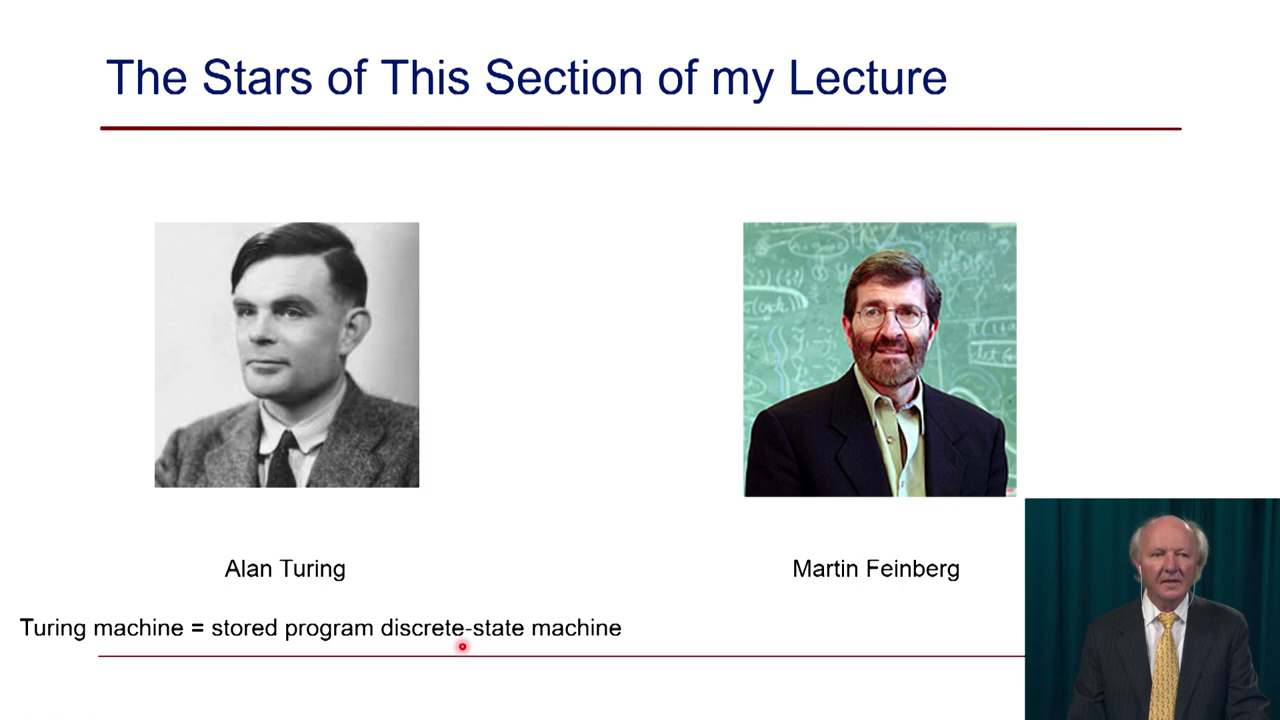 The Stars of This Section of my Lecture
Alan Turing
Martin Feinberg
Turing machine = stored program discrete-state machine